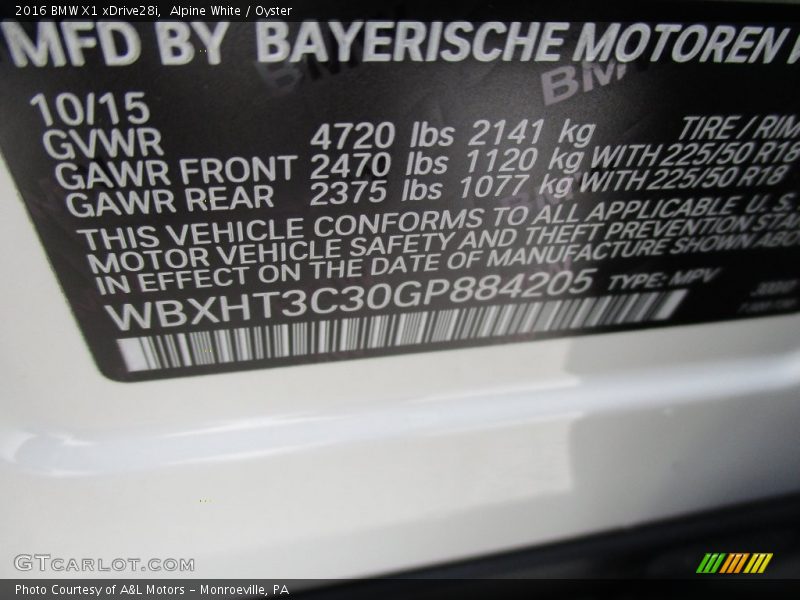 2016 BMW X1 xDrive28i, Alpine White / Oyster
MFD BY BAYERISCHE MOTOREN
BMW
10/15
GVWR 4720 lbs 2141 kg TIRE / RIM
GAWR FRONT 2470 lbs 1120 kg WITH 225/50 R18
GAWR REAR 2375 lbs 1077 kg WITH 225/50 R18
THIS VEHICLE CONFORMS TO ALL APPLICABLE U.S.
MOTOR VEHICLE SAFETY AND THEFT PREVENTION STAN
IN EFFECT ON THE DATE OF MANUFACTURE SHOWN ABO
WBXHT3C30GP884205 TYPE: MPV
GTCARLOT.COM
Photo Courtesy of A&L Motors - Monroeville, PA